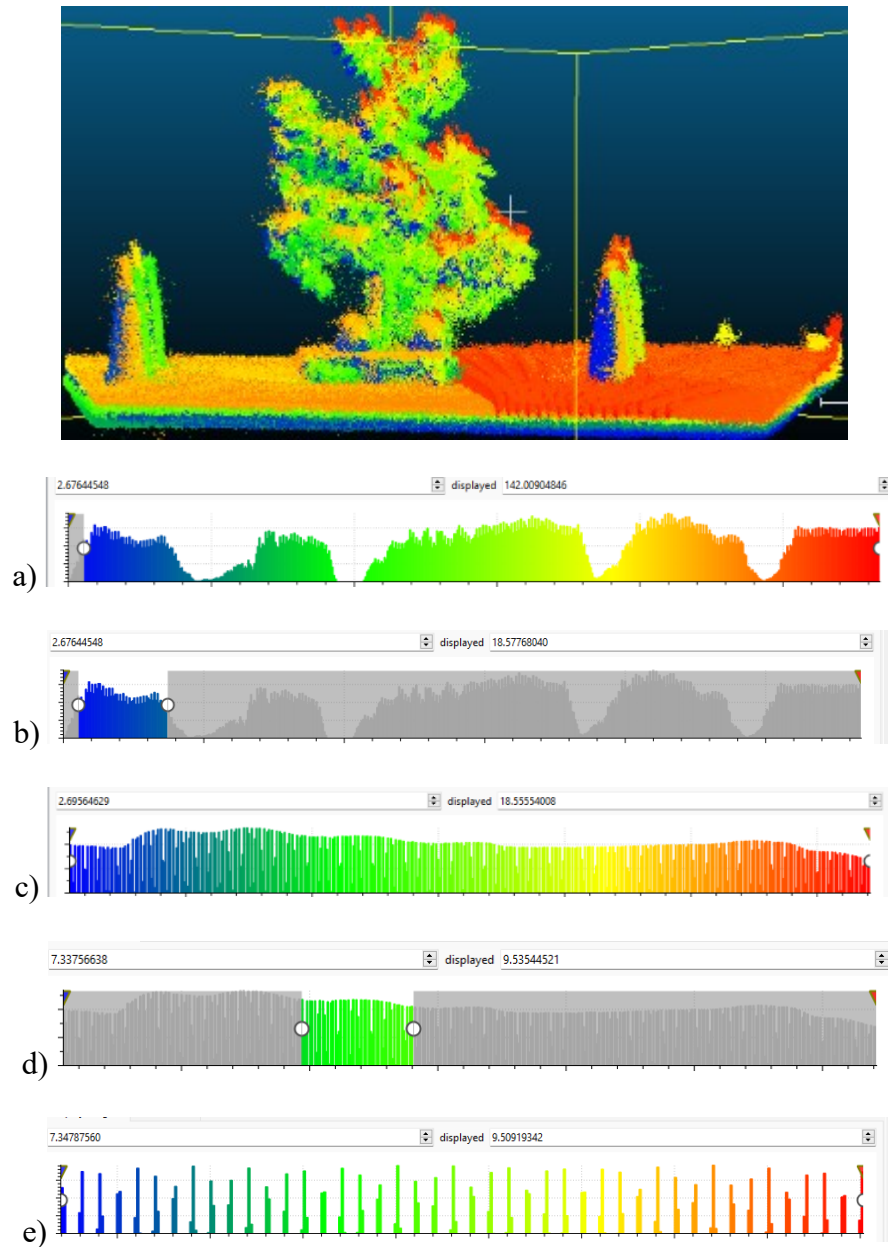 2.67644548 displayed 142.00904846
a)
2.67644548 displayed 18.57768040
b)
2.69564629 displayed 18.55554008
c)
7.33756638 displayed 9.53544521
d)
7.34787560 displayed 9.50919342
e)